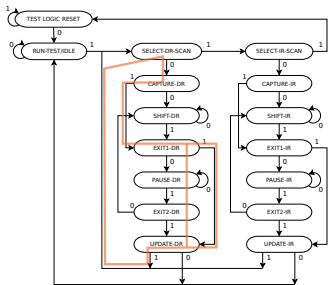 1
TEST LOGIC RESET
0
0
RUN-TEST/IDLE
1
SELECT-DR-SCAN
1
SELECT-IR-SCAN
1
0
0
1
CAPTURE-DR
1
CAPTURE-IR
0
0
SHIFT-DR
0
SHIFT-IR
0
1
1
EXIT1-DR
1
EXIT1-IR
1
0
0
PAUSE-DR
0
PAUSE-IR
0
1
1
0
EXIT2-DR
0
EXIT2-IR
1
1
UPDATE-DR
UPDATE-IR
1
0
1
0